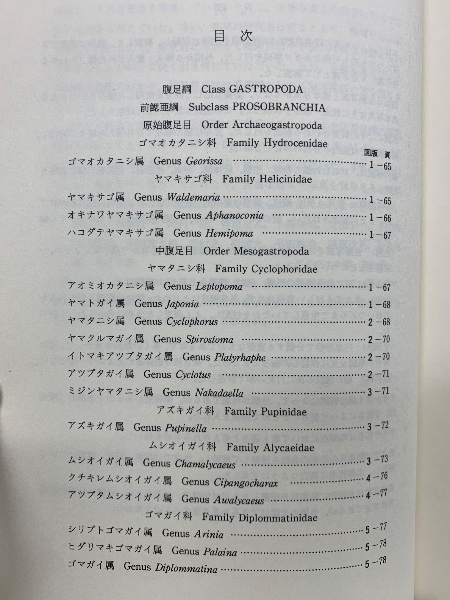 目次
腹足綱 Class GASTROPODA
前鰓亜綱 Subclass PROSOBRANCHIA
原始腹足目 Order Archaeogastropoda
ゴマオカタニシ科 Family Hydrocenidae
図版 頁
ゴマオカタニシ属 Genus Georissa 1-65
ヤマキサゴ科 Family Helicinidae
ヤマキサゴ属 Genus Waldemaria 1-65
オキナワヤマキサゴ属 Genus Aphanoconia 1-66
ハコダテヤマキサゴ属 Genus Hemipoma 1-67
中腹足目 Order Mesogastropoda
ヤマタニシ科 Family Cyclophoridae
アオミオカタニシ属 Genus Leptopoma 1-67
ヤマトガイ属 Genus Japonia 1-68
ヤマタニシ属 Genus Cyclophorus 2-68
ヤマクルマガイ属 Genus Spirostoma 2-70
イトマキアツブタガイ属 Genus Platyrhaphe 2-70
アツブタガイ属 Genus Cyclotus 2-71
ミジンヤマタニシ属 Genus Nakadaella 3-71
アズキガイ科 Family Pupinidae
アズキガイ属 Genus Pupinella 3-72
ムシオイガイ科 Family Alycaeidae
ムシオイガイ属 Genus Chamalycaeus 3-73
クチキレムシオイガイ属 Genus Cipangocharax 4-76
アツブタムシオイガイ属 Genus Awalycaeus 4-77
ゴマガイ科 Family Diplommatinidae
シリブトゴマガイ属 Genus Arinia 5-77
ヒダリマキゴマガイ属 Genus Palaina 5-78
ゴマガイ属 Genus Diplommatina 5-78